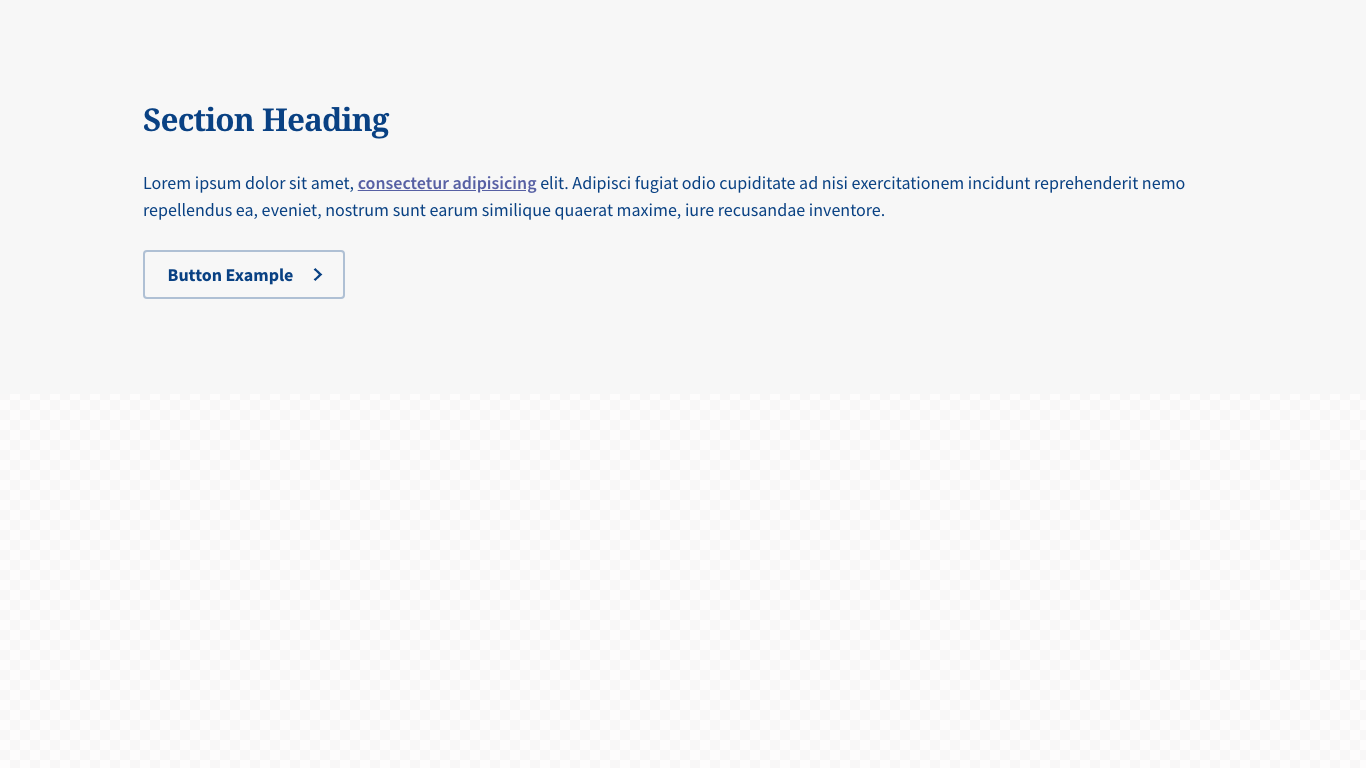 Section Heading
Lorem ipsum dolor sit amet, consectetur adipisicing elit. Adipisci fugiat odio cupiditate ad nisi exercitationem incidunt reprehenderit nemo
repellendus ea, eveniet, nostrum sunt earum similique quaerat maxime, iure recusandae inventore.
Button Example